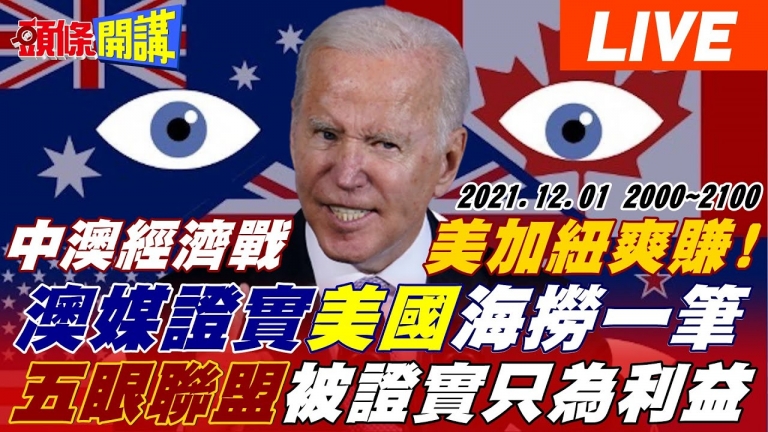 頭條開講
LIVE
2021.12.01 2000~2100
中澳經濟戰 美加紐爽賺!
澳媒證實美國海撈一筆
五眼聯盟被證實只為利益